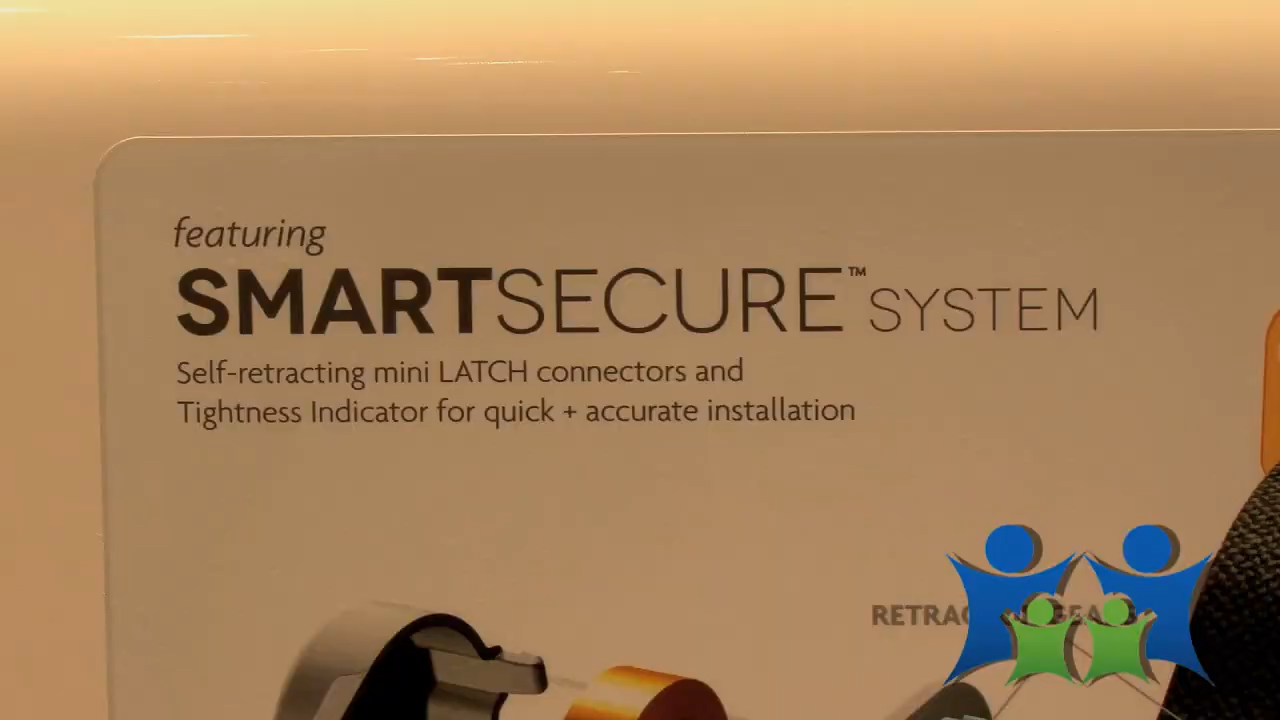 featuring
SMARTSECURE™ SYSTEM
Self-retracting mini LATCH connectors and
Tightness Indicator for quick + accurate installation